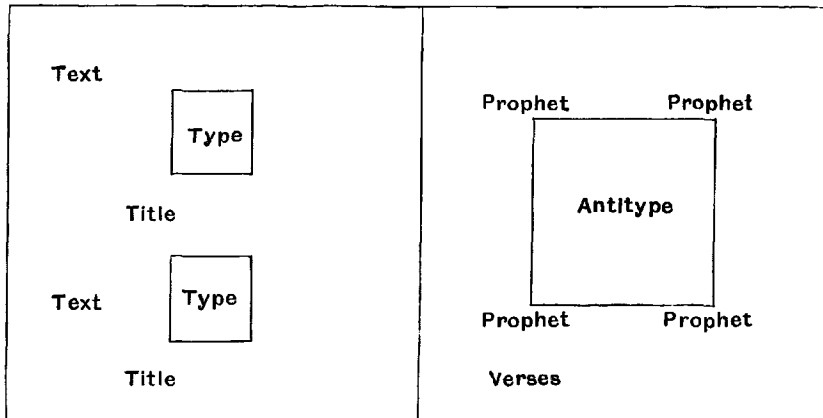 Text
Type
Title
Text
Type
Title
Prophet Prophet
Antitype
Prophet Prophet
Verses